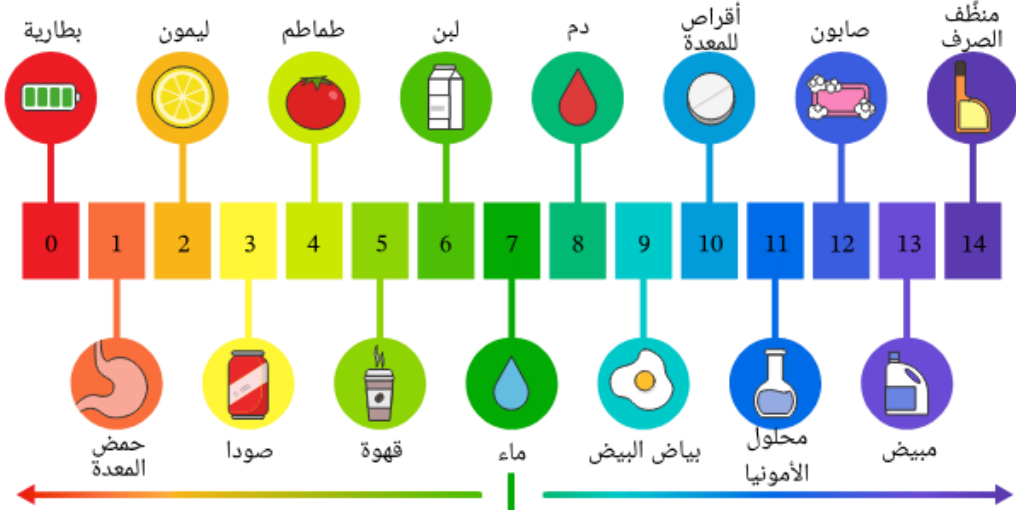 بطارية
ليمون
طماطم
لبن
دم
أقراص
للمعدة
صابون
منظّف
الصرف
0 1 2 3 4 5 6 7 8 9 10 11 12 13 14
حمض
المعدة
صودا
قهوة
ماء
بياض البيض
محلول
الأمونيا
مبيض